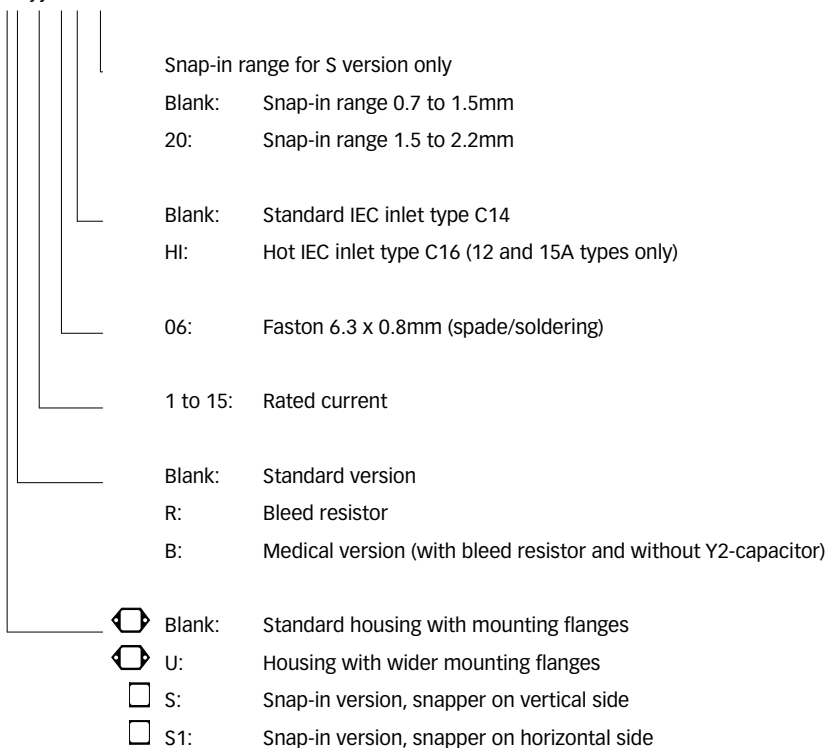 Snap-in range for S version only
Blank: Snap-in range 0.7 to 1.5mm
20: Snap-in range 1.5 to 2.2mm
Blank: Standard IEC inlet type C14
HI: Hot IEC inlet type C16 (12 and 15A types only)
06: Faston 6.3 x 0.8mm (spade/soldering)
1 to 15: Rated current
Blank: Standard version
R: Bleed resistor
B: Medical version (with bleed resistor and without Y2-capacitor)
Blank: Standard housing with mounting flanges
U: Housing with wider mounting flanges
S: Snap-in version, snapper on vertical side
S1: Snap-in version, snapper on horizontal side